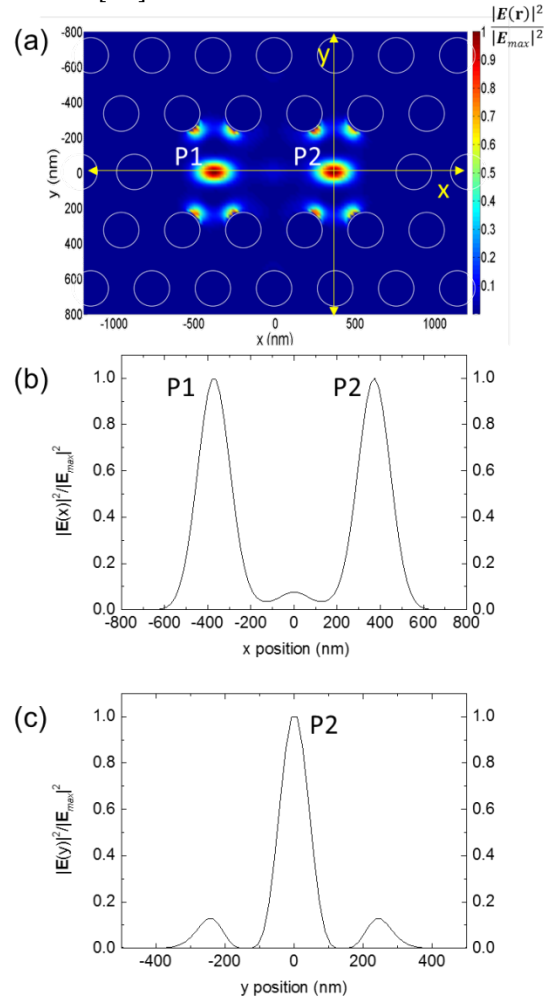 (a)
|E(r)|²
|E_max|²
-800
-600
-400
-200
0
200
400
600
800
y (nm)
-1000
-500
0
500
1000
x (nm)
P1
P2
y
x
1
0.9
0.8
0.7
0.6
0.5
0.4
0.3
0.2
0.1
(b)
P1
P2
1.0
0.8
0.6
0.4
0.2
0.0
|E(x)|²/|E_max|²
1.0
0.8
0.6
0.4
0.2
0.0
-800 -600 -400 -200 0 200 400 600 800
x position (nm)
(c)
P2
1.0
0.8
0.6
0.4
0.2
0.0
|E(y)|²/|E_max|²
1.0
0.8
0.6
0.4
0.2
0.0
-400 -200 0 200 400
y position (nm)